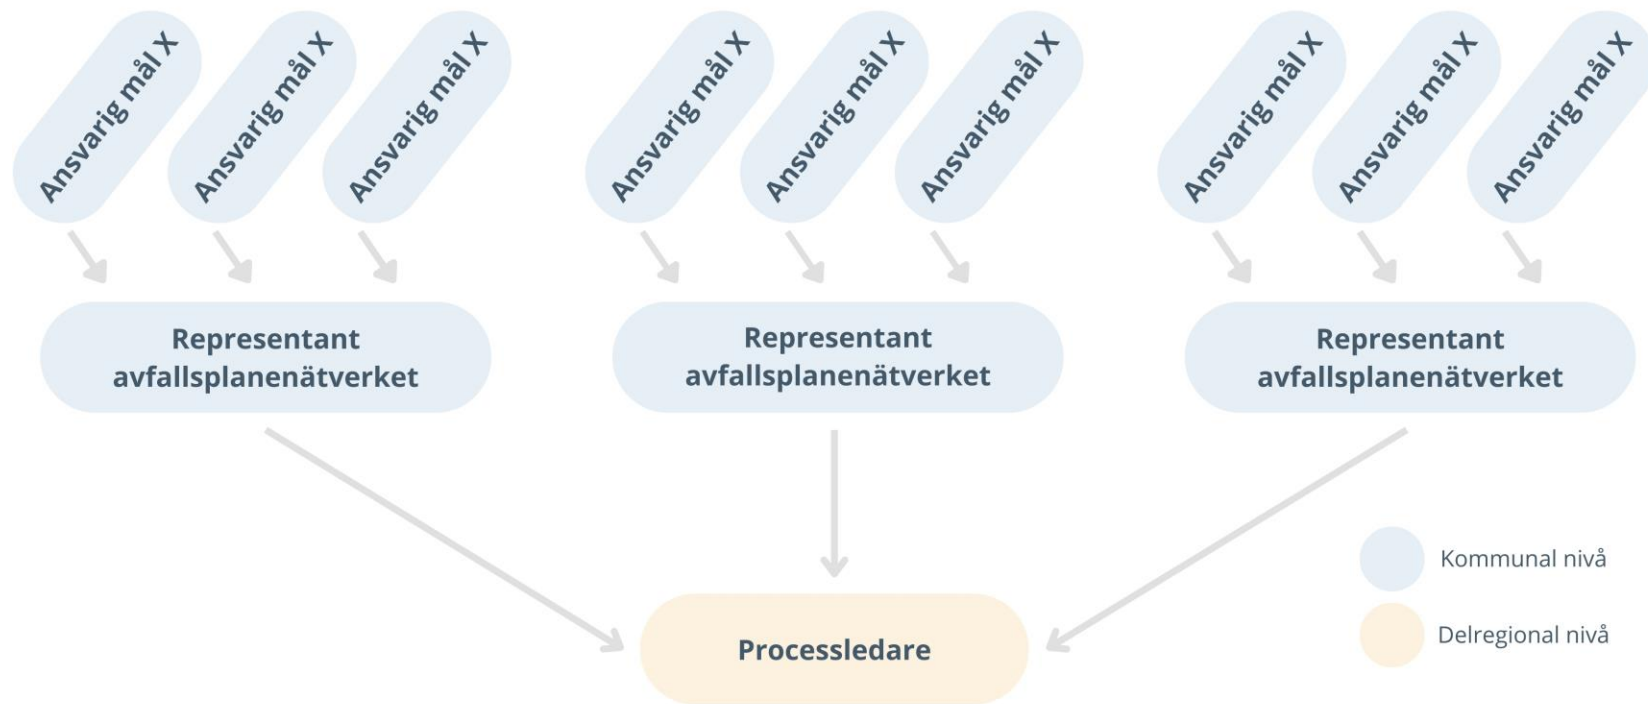 Ansvarig mål X
Ansvarig mål X
Ansvarig mål X
Ansvarig mål X
Ansvarig mål X
Ansvarig mål X
Ansvarig mål X
Ansvarig mål X
Ansvarig mål X
Representant
avfallsplanenätverket
Representant
avfallsplanenätverket
Representant
avfallsplanenätverket
Processledare
Kommunal nivå
Delregional nivå